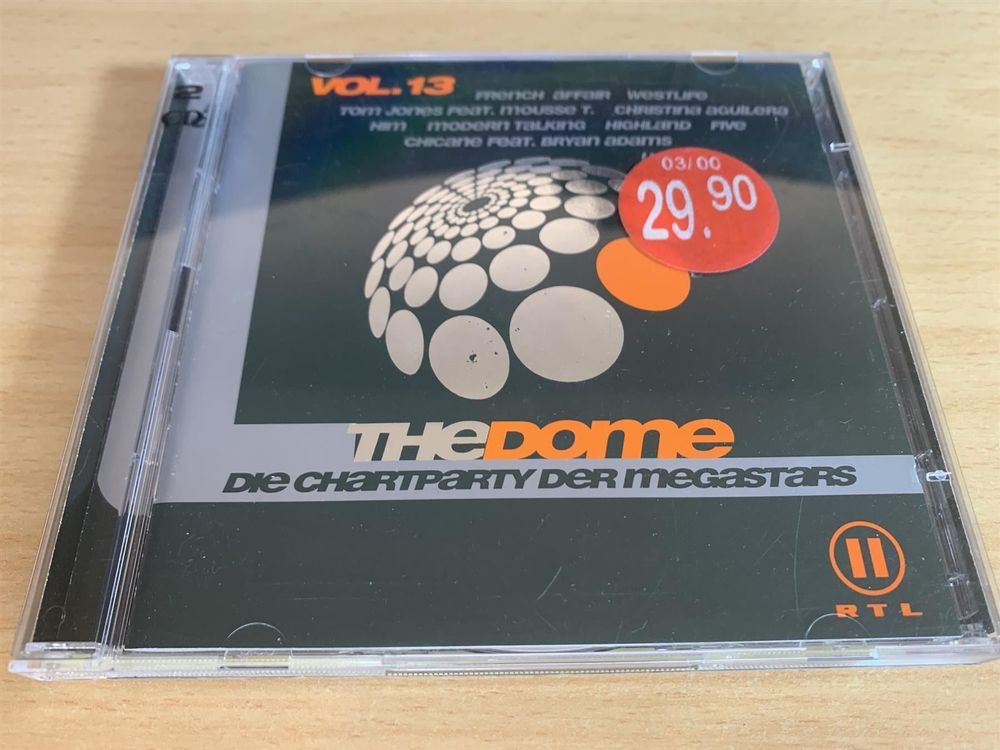 2
CD's
VOL. 13
FRENCH AFFAIR WESTLIFE
TOM JONES FEAT. MOUSSE T. CHRISTINA AGUILERA
HIM MODERN TALKING HIGHLAND FIVE
CHICANE FEAT. BRYAN ADAMS
03/00
29.90
THE DOME
DIE CHARTPARTY DER MEGASTARS
II
RTL